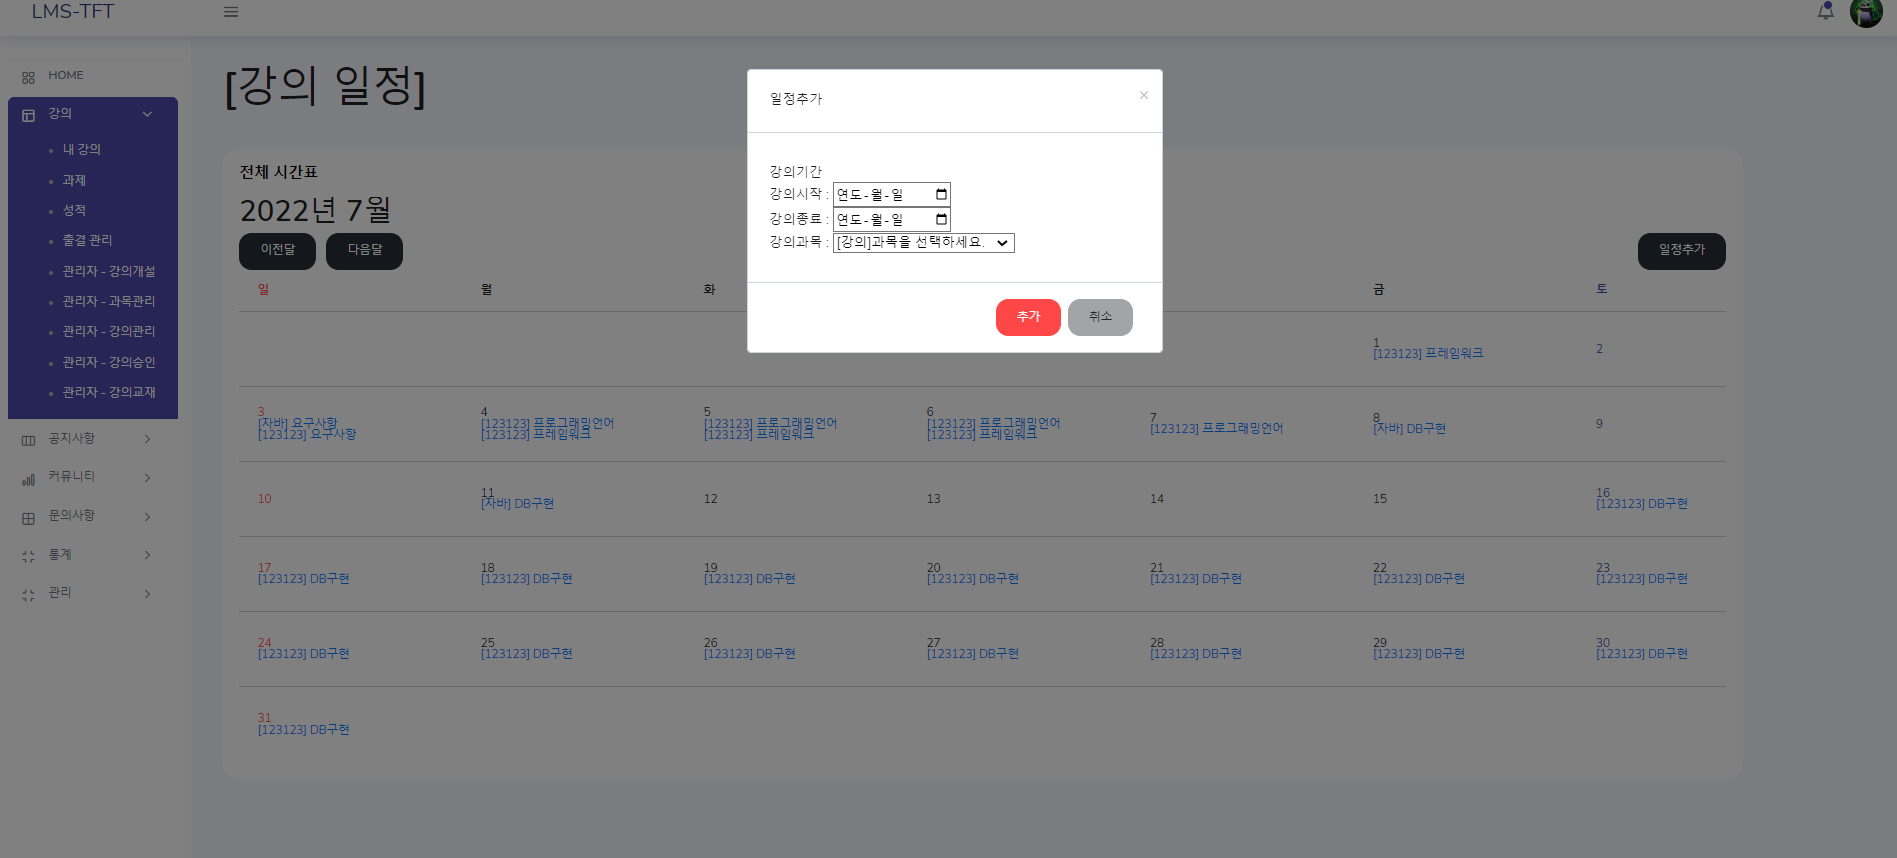 LMS-TFT
HOME
강의
내 강의
과제
성적
출결 관리
관리자 - 강의개설
관리자 - 과목관리
관리자 - 강의관리
관리자 - 강의승인
관리자 - 강의교재
공지사항
커뮤니티
문의사항
통계
관리
[강의 일정]
전체 시간표
2022년 7월
이전달 다음달 일정추가
일 월 화 금 토
1
[123123] 프레임워크
2
3
[자바] 요구사항
[123123] 요구사항
4
[123123] 프로그래밍언어
[123123] 프레임워크
5
[123123] 프로그래밍언어
[123123] 프레임워크
6
[123123] 프로그래밍언어
[123123] 프레임워크
7
[123123] 프로그래밍언어
8
[자바] DB구현
9
10
11
[자바] DB구현
12
13
14
15
16
[123123] DB구현
17
[123123] DB구현
18
[123123] DB구현
19
[123123] DB구현
20
[123123] DB구현
21
[123123] DB구현
22
[123123] DB구현
23
[123123] DB구현
24
[123123] DB구현
25
[123123] DB구현
26
[123123] DB구현
27
[123123] DB구현
28
[123123] DB구현
29
[123123] DB구현
30
[123123] DB구현
31
[123123] DB구현
일정추가 ×
강의기간
강의시작 : 연도-월-일
강의종료 : 연도-월-일
강의과목 : [강의]과목을 선택하세요.
추가 취소